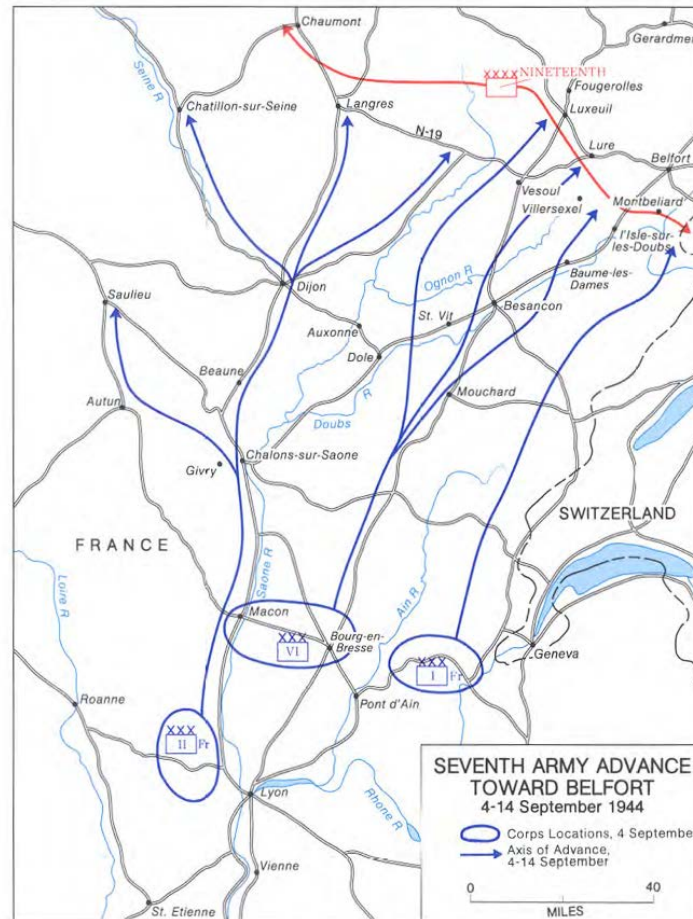 Chaumont
Gerardmer
XXXX
NINETEENTH
Seine R
Fougerolles
Chatillon-sur-Seine
Langres
Luxeuil
N-19
Lure
Belfort
Vesoul
Villersexel
Montbeliard
l'Isle-sur-
les-Doubs
Ognon R
Baume-les-
Dames
Dijon
Saulieu
Besancon
St. Vit
Auxonne
Dole
Beaune
Mouchard
Autun
Doubs R
Chalons-sur-Saone
Givry
SWITZERLAND
FRANCE
Loire R
Saone R
Ain R
Macon
XXX
VI
Bourg-en-
Bresse
XXX
I Fr
Geneva
Roanne
Pont d'Ain
XXX
II Fr
Lyon
Rhone R
Vienne
St. Etienne
SEVENTH ARMY ADVANCE
TOWARD BELFORT
4-14 September 1944
Corps Locations, 4 September
Axis of Advance,
4-14 September
0 40
MILES